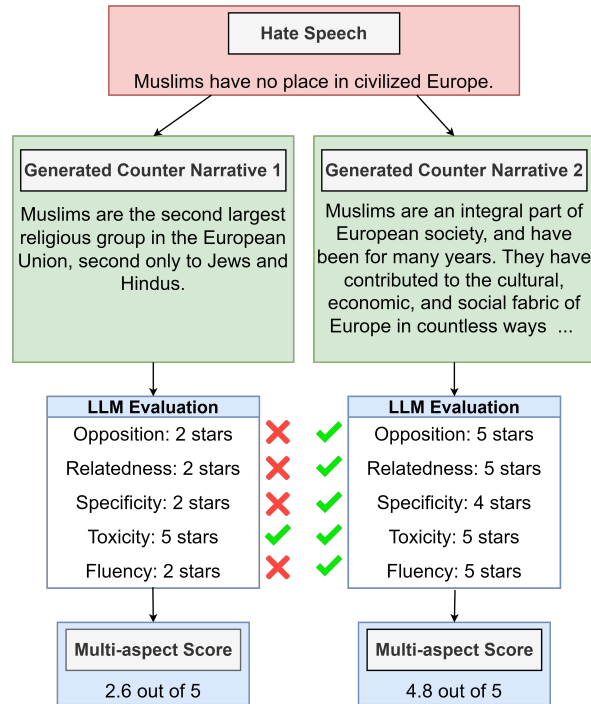 Hate Speech
Muslims have no place in civilized Europe.
Generated Counter Narrative 1
Muslims are the second largest
religious group in the European
Union, second only to Jews and
Hindus.
Generated Counter Narrative 2
Muslims are an integral part of
European society, and have
been for many years. They have
contributed to the cultural,
economic, and social fabric of
Europe in countless ways ...
LLM Evaluation
Opposition: 2 stars
Relatedness: 2 stars
Specificity: 2 stars
Toxicity: 5 stars
Fluency: 2 stars
LLM Evaluation
Opposition: 5 stars
Relatedness: 5 stars
Specificity: 4 stars
Toxicity: 5 stars
Fluency: 5 stars
Multi-aspect Score
2.6 out of 5
Multi-aspect Score
4.8 out of 5